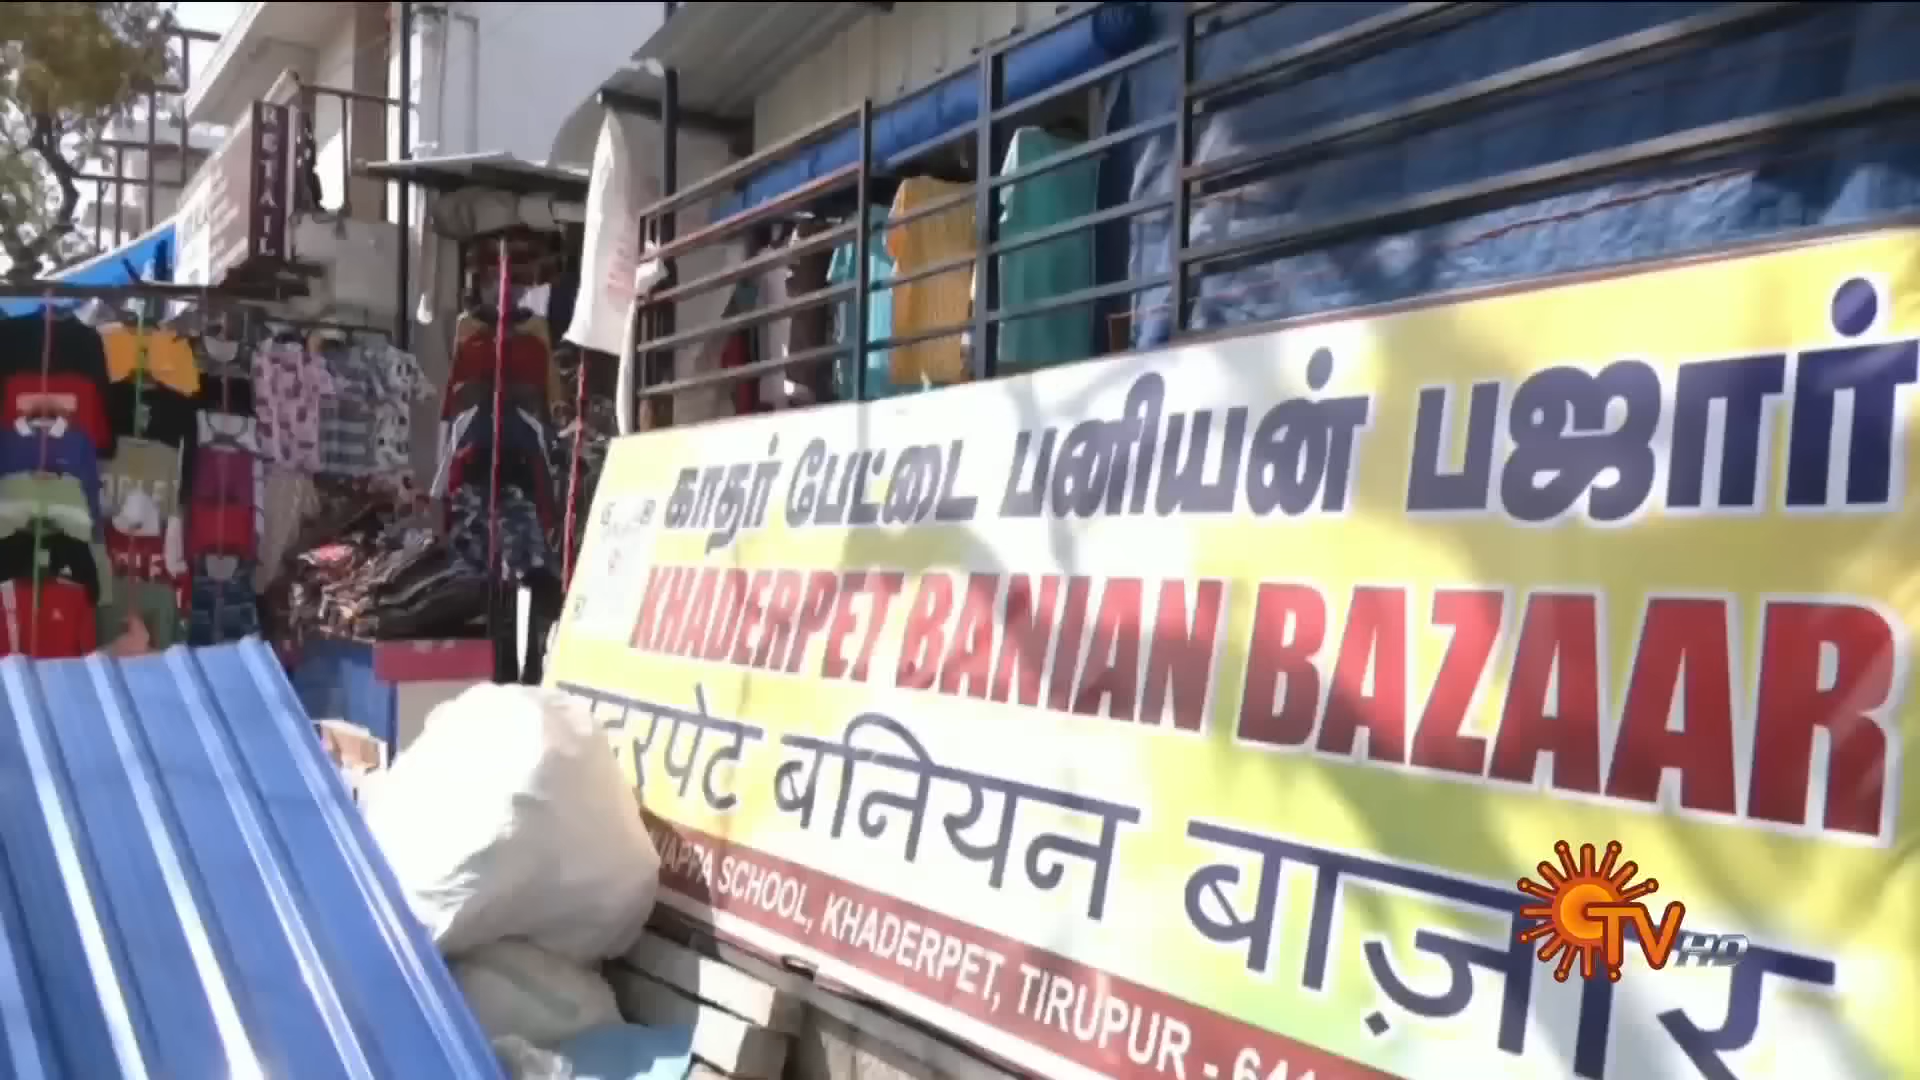 RETAIL
காதர் பேட்டை பனியன் பஜார்
KHADERPET BANIAN BAZAAR
बनियन बाज़ार
SCHOOL, KHADERPET, TIRUPUR -
TV HD